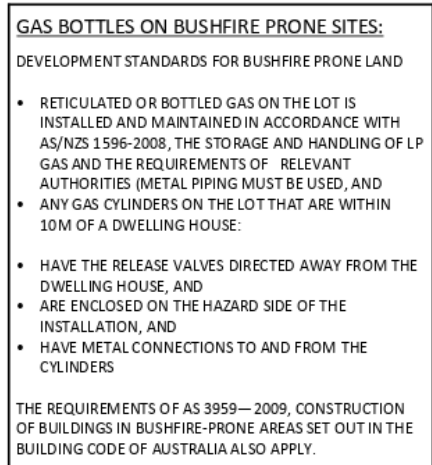 GAS BOTTLES ON BUSHFIRE PRONE SITES:
DEVELOPMENT STANDARDS FOR BUSHFIRE PRONE LAND
• RETICULATED OR BOTTLED GAS ON THE LOT IS
INSTALLED AND MAINTAINED IN ACCORDANCE WITH
AS/NZS 1596-2008, THE STORAGE AND HANDLING OF LP
GAS AND THE REQUIREMENTS OF RELEVANT
AUTHORITIES (METAL PIPING MUST BE USED, AND
• ANY GAS CYLINDERS ON THE LOT THAT ARE WITHIN
10M OF A DWELLING HOUSE:
• HAVE THE RELEASE VALVES DIRECTED AWAY FROM THE
DWELLING HOUSE, AND
• ARE ENCLOSED ON THE HAZARD SIDE OF THE
INSTALLATION, AND
• HAVE METAL CONNECTIONS TO AND FROM THE
CYLINDERS
THE REQUIREMENTS OF AS 3959—2009, CONSTRUCTION
OF BUILDINGS IN BUSHFIRE-PRONE AREAS SET OUT IN THE
BUILDING CODE OF AUSTRALIA ALSO APPLY.